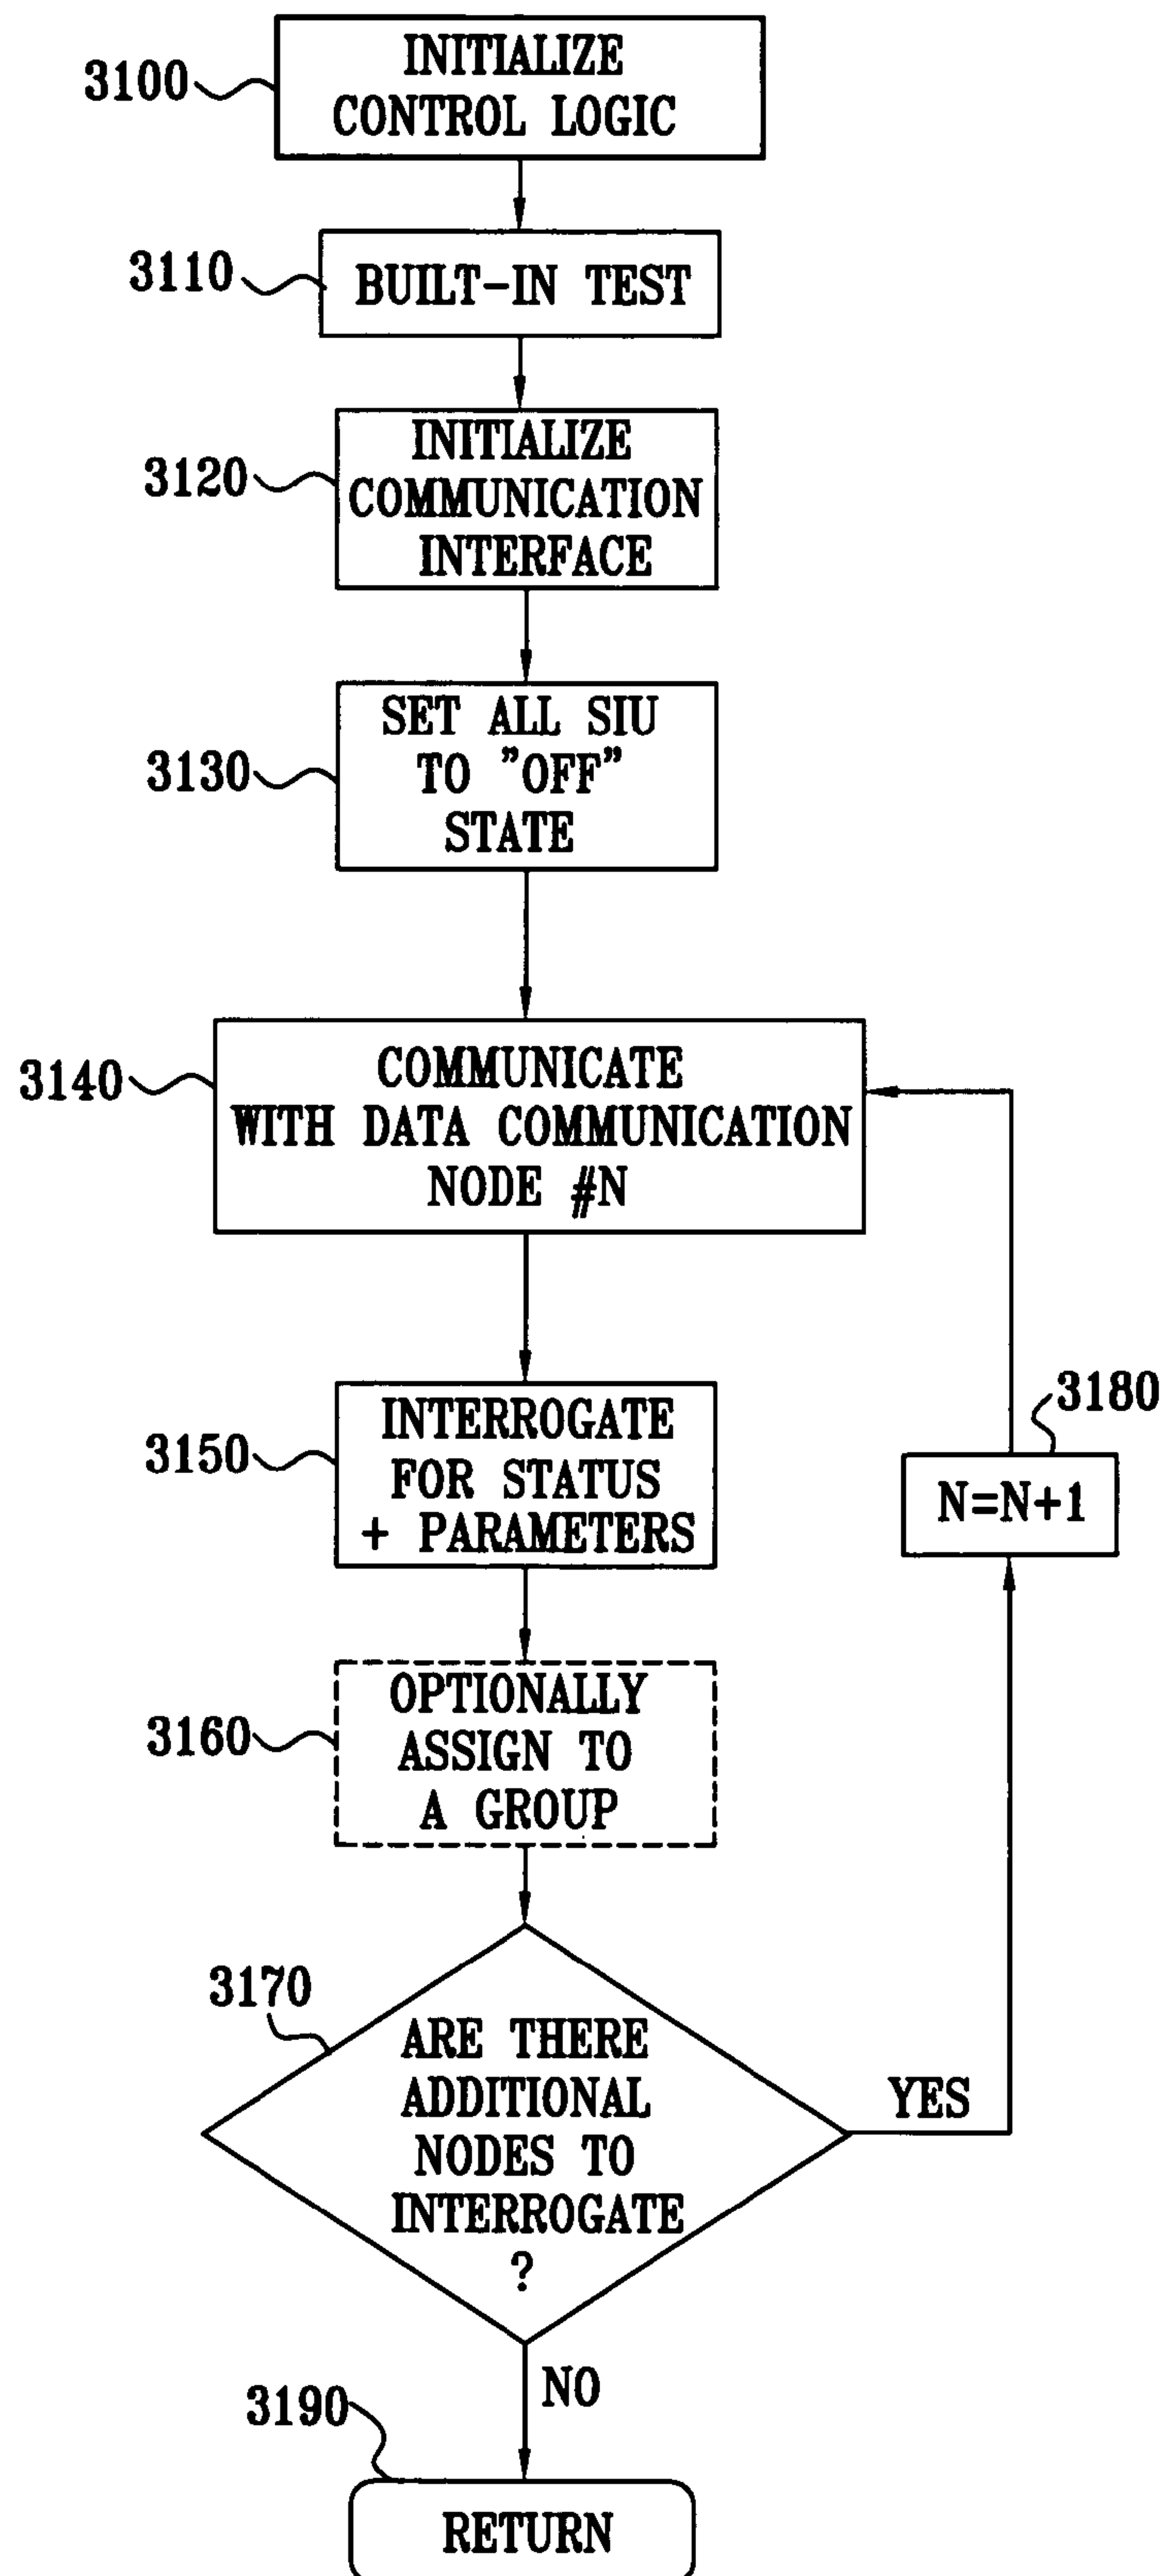 3100
INITIALIZE
CONTROL LOGIC
3110
BUILT-IN TEST
3120
INITIALIZE
COMMUNICATION
INTERFACE
3130
SET ALL SIU
TO "OFF"
STATE
3140
COMMUNICATE
WITH DATA COMMUNICATION
NODE #N
3150
INTERROGATE
FOR STATUS
+ PARAMETERS
3180
N=N+1
3160
OPTIONALLY
ASSIGN TO
A GROUP
3170
ARE THERE
ADDITIONAL
NODES TO
INTERROGATE
?
YES
NO
3190
RETURN